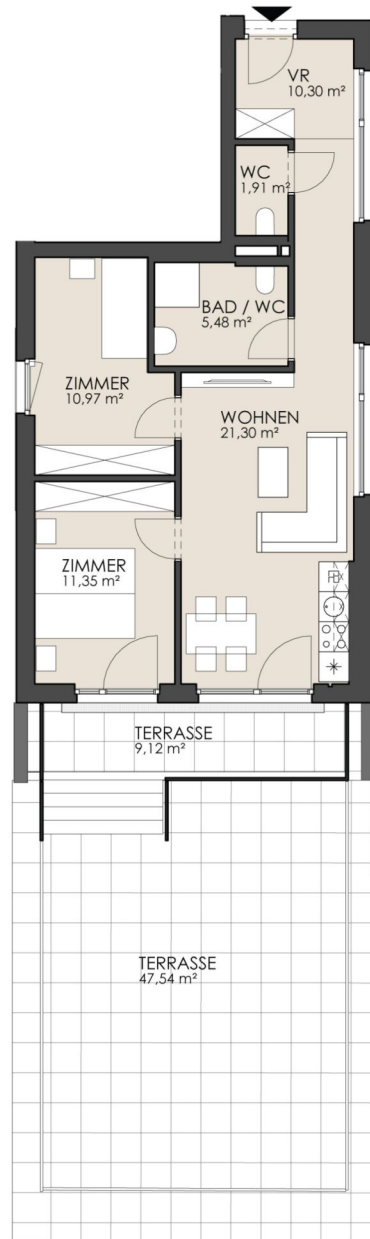 VR
10,30 m²
WC
1,91 m²
BAD / WC
5,48 m²
ZIMMER
10,97 m²
WOHNEN
21,30 m²
ZIMMER
11,35 m²
TERRASSE
9,12 m²
TERRASSE
47,54 m²